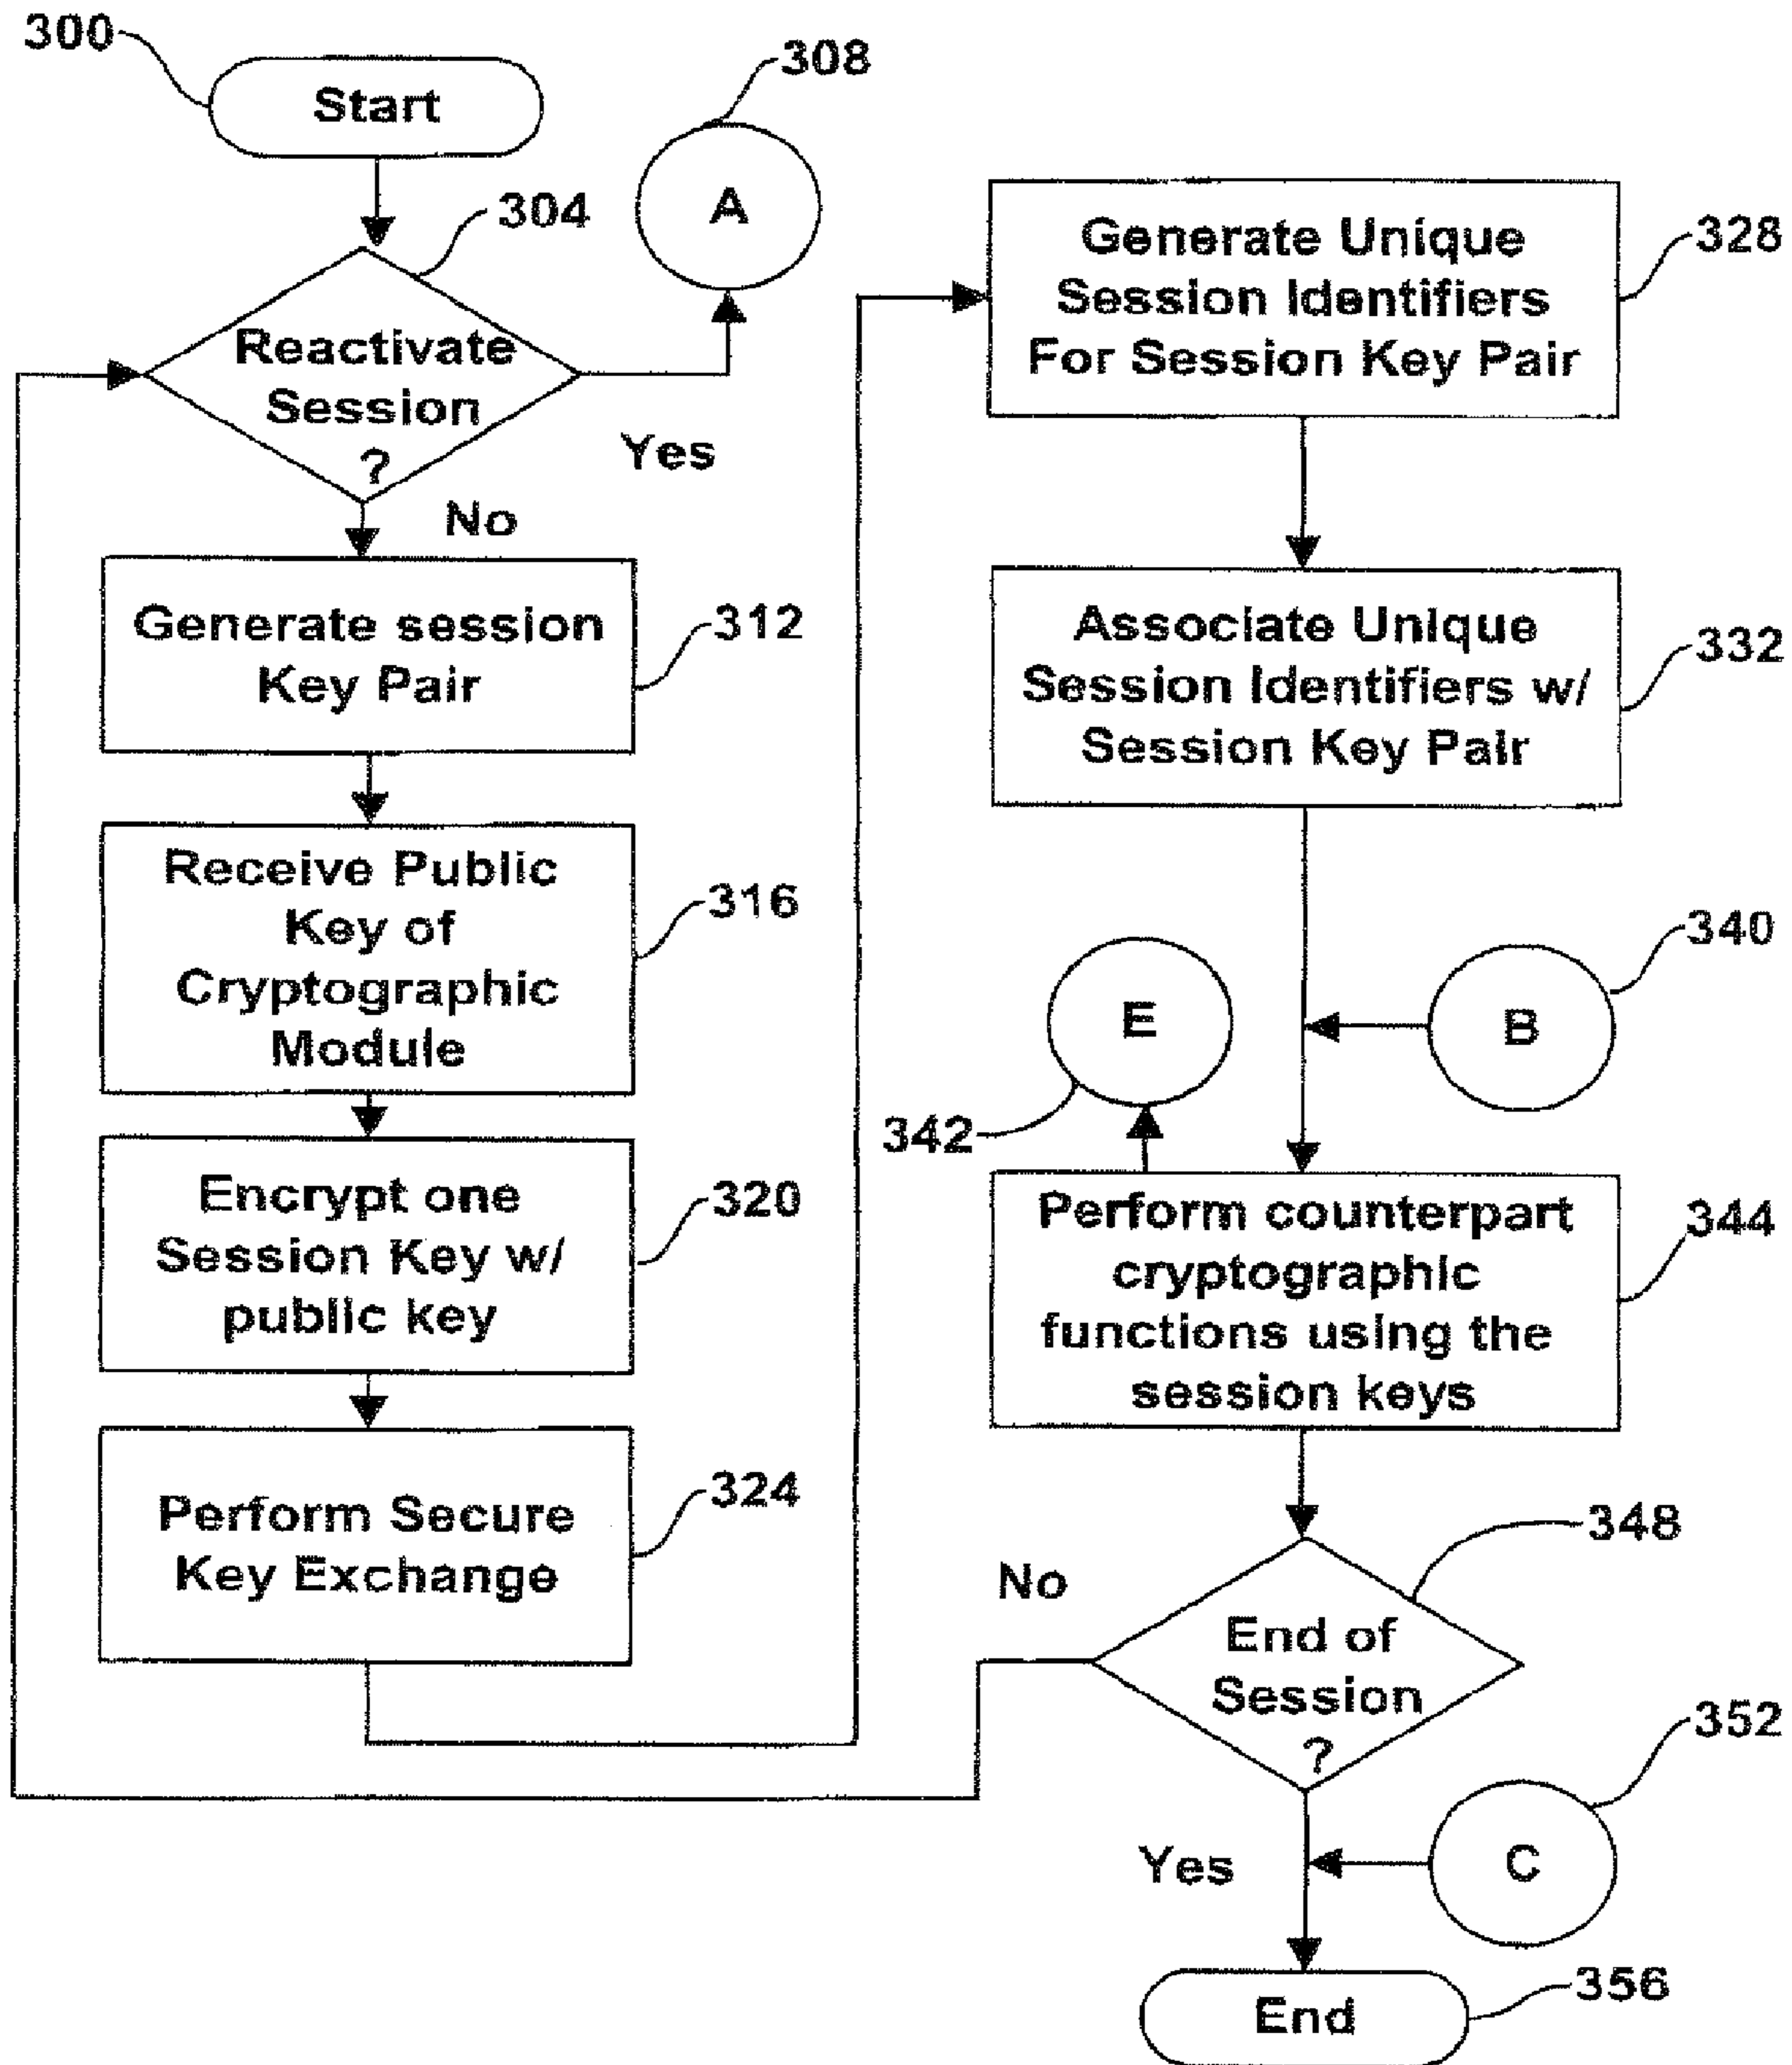 300
Start
308
A
304
Reactivate
Session
?
Yes
No
Generate session
Key Pair
312
Receive Public
Key of
Cryptographic
Module
316
Encrypt one
Session Key w/
public key
320
Perform Secure
Key Exchange
324
Generate Unique
Session Identifiers
For Session Key Pair
328
Associate Unique
Session Identifiers w/
Session Key Pair
332
340
B
E
342
Perform counterpart
cryptographic
functions using the
session keys
344
348
No
End of
Session
?
352
Yes
C
End
356